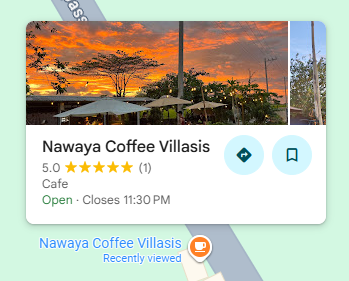 Nawaya Coffee Villasis
5.0 ★★★★★ (1)
Cafe
Open · Closes 11:30 PM
Nawaya Coffee Villasis
Recently viewed